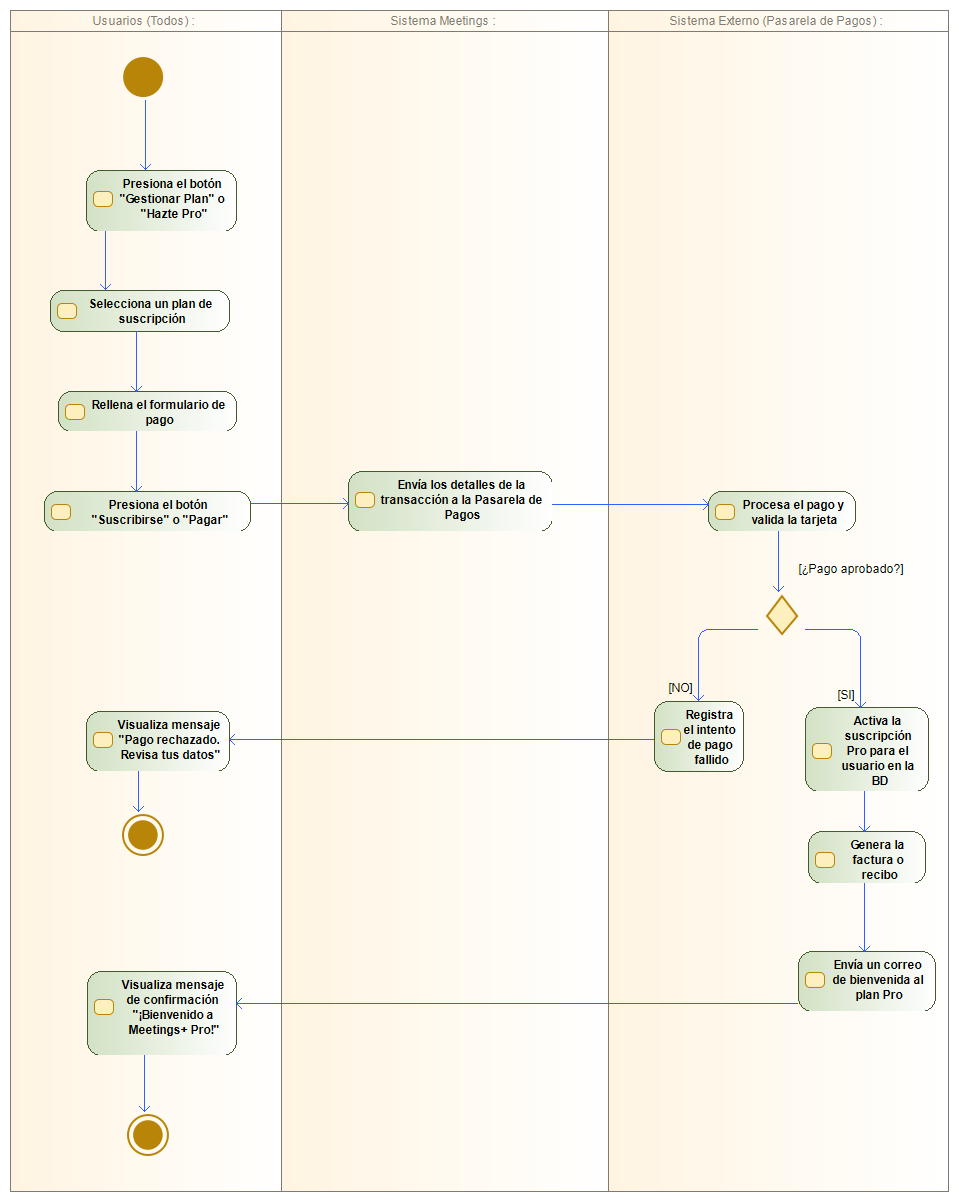 Usuarios (Todos) :
Sistema Meetings :
Sistema Externo (Pasarela de Pagos) :
Presiona el botón
"Gestionar Plan" o
"Hazte Pro"
Selecciona un plan de
suscripción
Rellena el formulario de
pago
Presiona el botón
"Suscribirse" o "Pagar"
Envía los detalles de la
transacción a la Pasarela de
Pagos
Procesa el pago y
valida la tarjeta
[¿Pago aprobado?]
[NO]
[SI]
Registra
el intento
de pago
fallido
Visualiza mensaje
"Pago rechazado.
Revisa tus datos"
Activa la
suscripción
Pro para el
usuario en la
BD
Genera la
factura o
recibo
Envía un correo
de bienvenida al
plan Pro
Visualiza mensaje
de confirmación
"¡Bienvenido a
Meetings+ Pro!"